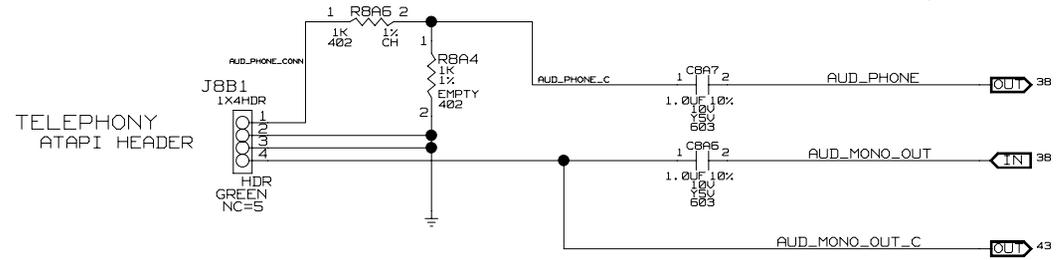 1 R8A6 2
1K 1%
402 CH
AUD_PHONE_CONN
1
R8A4
1K
1%
EMPTY
402
2
J8B1
1X4HDR
1
2
3
4
HDR
GREEN
NC=5
TELEPHONY
ATAPI HEADER
AUD_PHONE_C
C8A7
1 2
1.0UF 10%
10V
Y5V
603
AUD_PHONE
OUT 38
C8A6
1 2
1.0UF 10%
10V
Y5V
603
AUD_MONO_OUT
IN 38
AUD_MONO_OUT_C
OUT 43